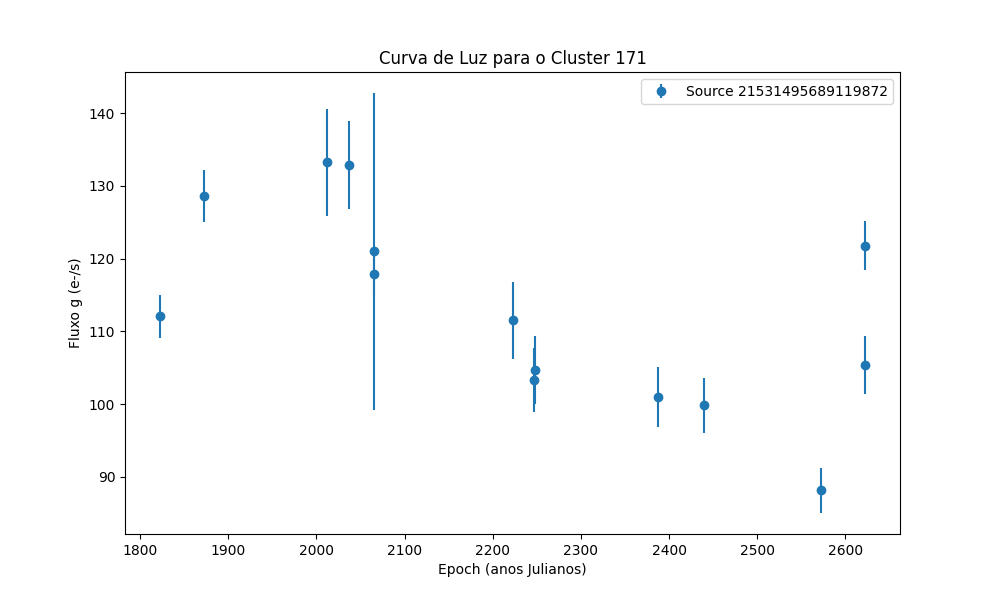 Curva de Luz para o Cluster 171
Source 21531495689119872
140
130
120
110
100
90
Fluxo g (e-/s)
1800 1900 2000 2100 2200 2300 2400 2500 2600
Epoch (anos Julianos)